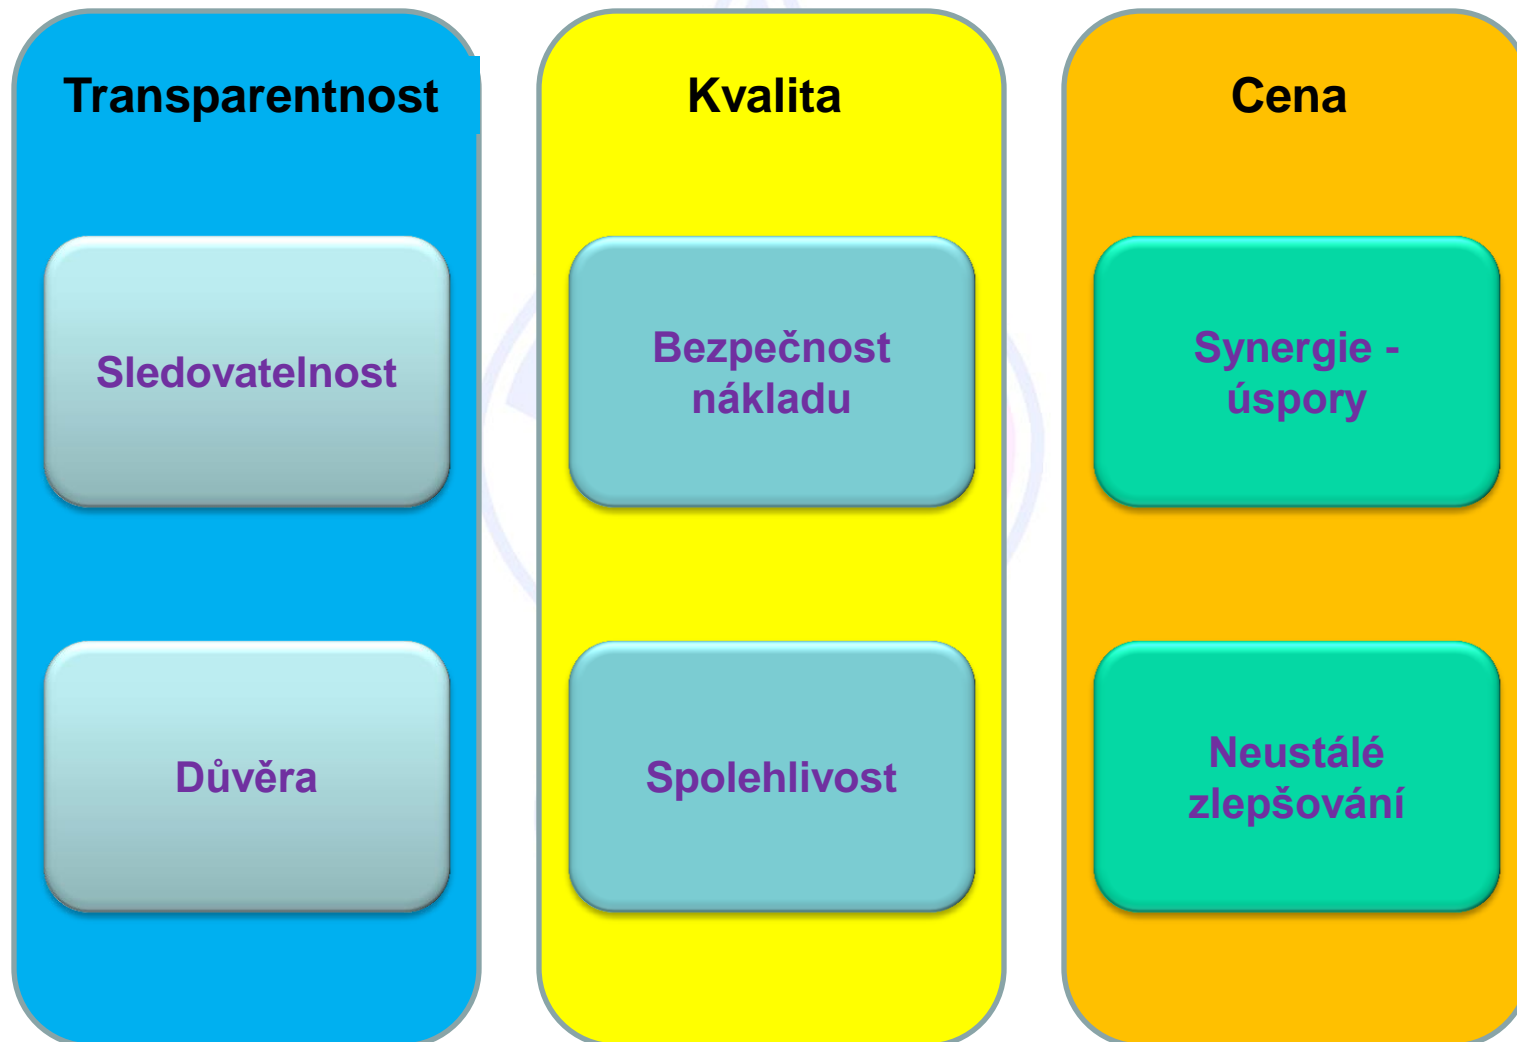 Transparentnost
Sledovatelnost
Důvěra
Kvalita
Bezpečnost
nákladu
Spolehlivost
Cena
Synergie -
úspory
Neustálé
zlepšování